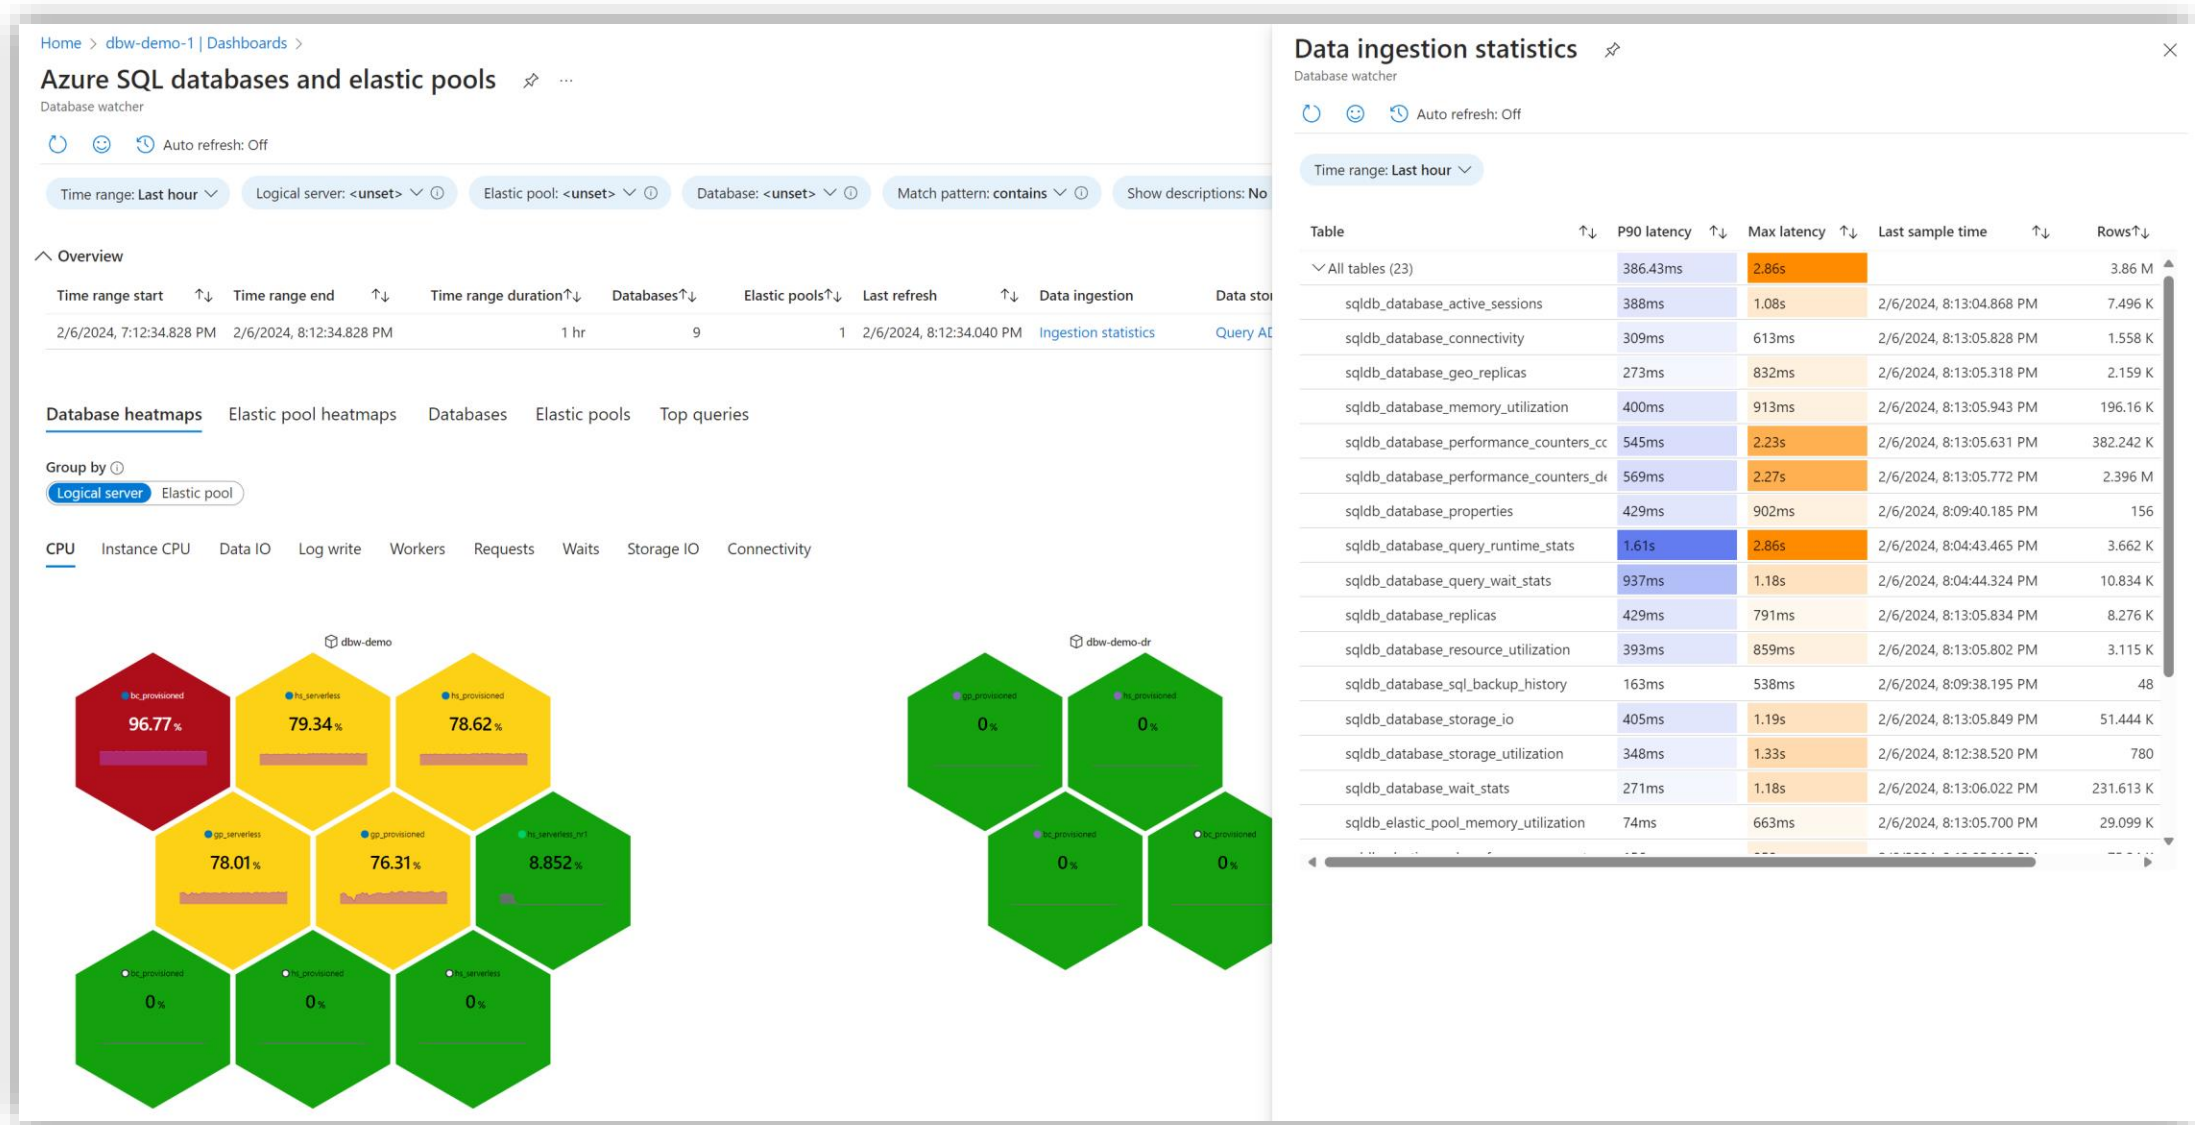 Home > dbw-demo-1 | Dashboards >
Azure SQL databases and elastic pools ...
Database watcher
Auto refresh: Off
Time range: Last hour Logical server: <unset> Elastic pool: <unset> Database: <unset> Match pattern: contains Show descriptions: No
Overview
Time range start Time range end Time range duration Databases Elastic pools Last refresh Data ingestion Data sto
2/6/2024, 7:12:34.828 PM 2/6/2024, 8:12:34.828 PM 1 hr 9 1 2/6/2024, 8:12:34.040 PM Ingestion statistics Query AD
Database heatmaps Elastic pool heatmaps Databases Elastic pools Top queries
Group by
Logical server Elastic pool
CPU Instance CPU Data IO Log write Workers Requests Waits Storage IO Connectivity
dbw-demo
bc_provisioned hs_serverless hs_provisioned
96.77 % 79.34 % 78.62 %
gp_serverless gp_provisioned hs_serverless_nr1
78.01 % 76.31 % 8.852 %
bc_provisioned hs_provisioned hs_serverless
0 % 0 % 0 %
dbw-demo-dr
gp_provisioned hs_provisioned
0 % 0 %
bc_provisioned bc_provisioned
0 % 0 %
Data ingestion statistics
Database watcher
Auto refresh: Off
Time range: Last hour
Table P90 latency Max latency Last sample time Rows
All tables (23) 386.43ms 2.86s 3.86 M
sqldb_database_active_sessions 388ms 1.08s 2/6/2024, 8:13:04.868 PM 7.496 K
sqldb_database_connectivity 309ms 613ms 2/6/2024, 8:13:05.828 PM 1.558 K
sqldb_database_geo_replicas 273ms 832ms 2/6/2024, 8:13:05.318 PM 2.159 K
sqldb_database_memory_utilization 400ms 913ms 2/6/2024, 8:13:05.943 PM 196.16 K
sqldb_database_performance_counters_cc 545ms 2.23s 2/6/2024, 8:13:05.631 PM 382.242 K
sqldb_database_performance_counters_de 569ms 2.27s 2/6/2024, 8:13:05.772 PM 2.396 M
sqldb_database_properties 429ms 902ms 2/6/2024, 8:09:40.185 PM 156
sqldb_database_query_runtime_stats 1.61s 2.86s 2/6/2024, 8:04:43.465 PM 3.662 K
sqldb_database_query_wait_stats 937ms 1.18s 2/6/2024, 8:04:44.324 PM 10.834 K
sqldb_database_replicas 429ms 791ms 2/6/2024, 8:13:05.834 PM 8.276 K
sqldb_database_resource_utilization 393ms 859ms 2/6/2024, 8:13:05.802 PM 3.115 K
sqldb_database_sql_backup_history 163ms 538ms 2/6/2024, 8:09:38.195 PM 48
sqldb_database_storage_io 405ms 1.19s 2/6/2024, 8:13:05.849 PM 51.444 K
sqldb_database_storage_utilization 348ms 1.33s 2/6/2024, 8:12:38.520 PM 780
sqldb_database_wait_stats 271ms 1.18s 2/6/2024, 8:13:06.022 PM 231.613 K
sqldb_elastic_pool_memory_utilization 74ms 663ms 2/6/2024, 8:13:05.700 PM 29.099 K